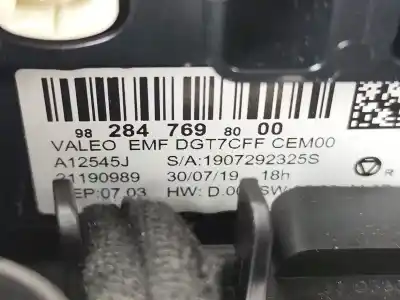 98 284 769 80 00
VALEO EMF DGT7CFF CEM00
A12545J S/A:1907292325S
21190989 30/07/19 18h
EP:07.03 HW: D.00 SW
R